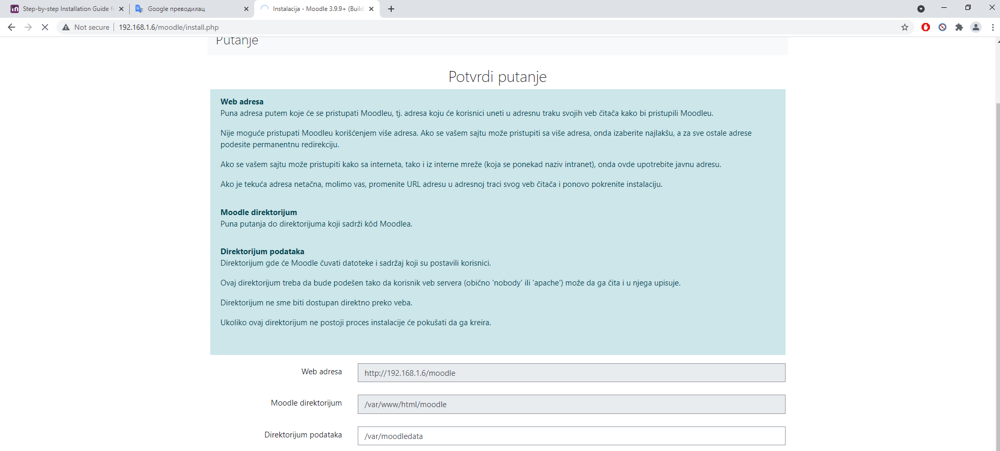 Step-by-step Installation Guide fo
Google преводилац
Instalacija - Moodle 3.9.9+ (Build
Not secure
192.168.1.6/moodle/install.php
Putanje
Potvrdi putanje
Web adresa
Puna adresa putem koje će se pristupati Moodleu, tj. adresa koju će korisnici uneti u adresnu traku svojih veb čitača kako bi pristupili Moodleu.
Nije moguće pristupati Moodleu korišćenjem više adresa. Ako se vašem sajtu može pristupiti sa više adresa, onda izaberite najlakšu, a za sve ostale adrese
podesite permanentnu redirekciju.
Ako se vašem sajtu može pristupiti kako sa interneta, tako i iz interne mreže (koja se ponekad naziv intranet), onda ovde upotrebite javnu adresu.
Ako je tekuća adresa netačna, molimo vas, promenite URL adresu u adresnoj traci svog veb čitača i ponovo pokrenite instalaciju.
Moodle direktorijum
Puna putanja do direktorijuma koji sadrži kôd Moodlea.
Direktorijum podataka
Direktorijum gde će Moodle čuvati datoteke i sadržaj koji su postavili korisnici.
Ovaj direktorijum treba da bude podešen tako da korisnik veb servera (obično 'nobody' ili 'apache') može da ga čita i u njega upisuje.
Direktorijum ne sme biti dostupan direktno preko veba.
Ukoliko ovaj direktorijum ne postoji proces instalacije će pokušati da ga kreira.
Web adresa
http://192.168.1.6/moodle
Moodle direktorijum
/var/www/html/moodle
Direktorijum podataka
/var/moodledata